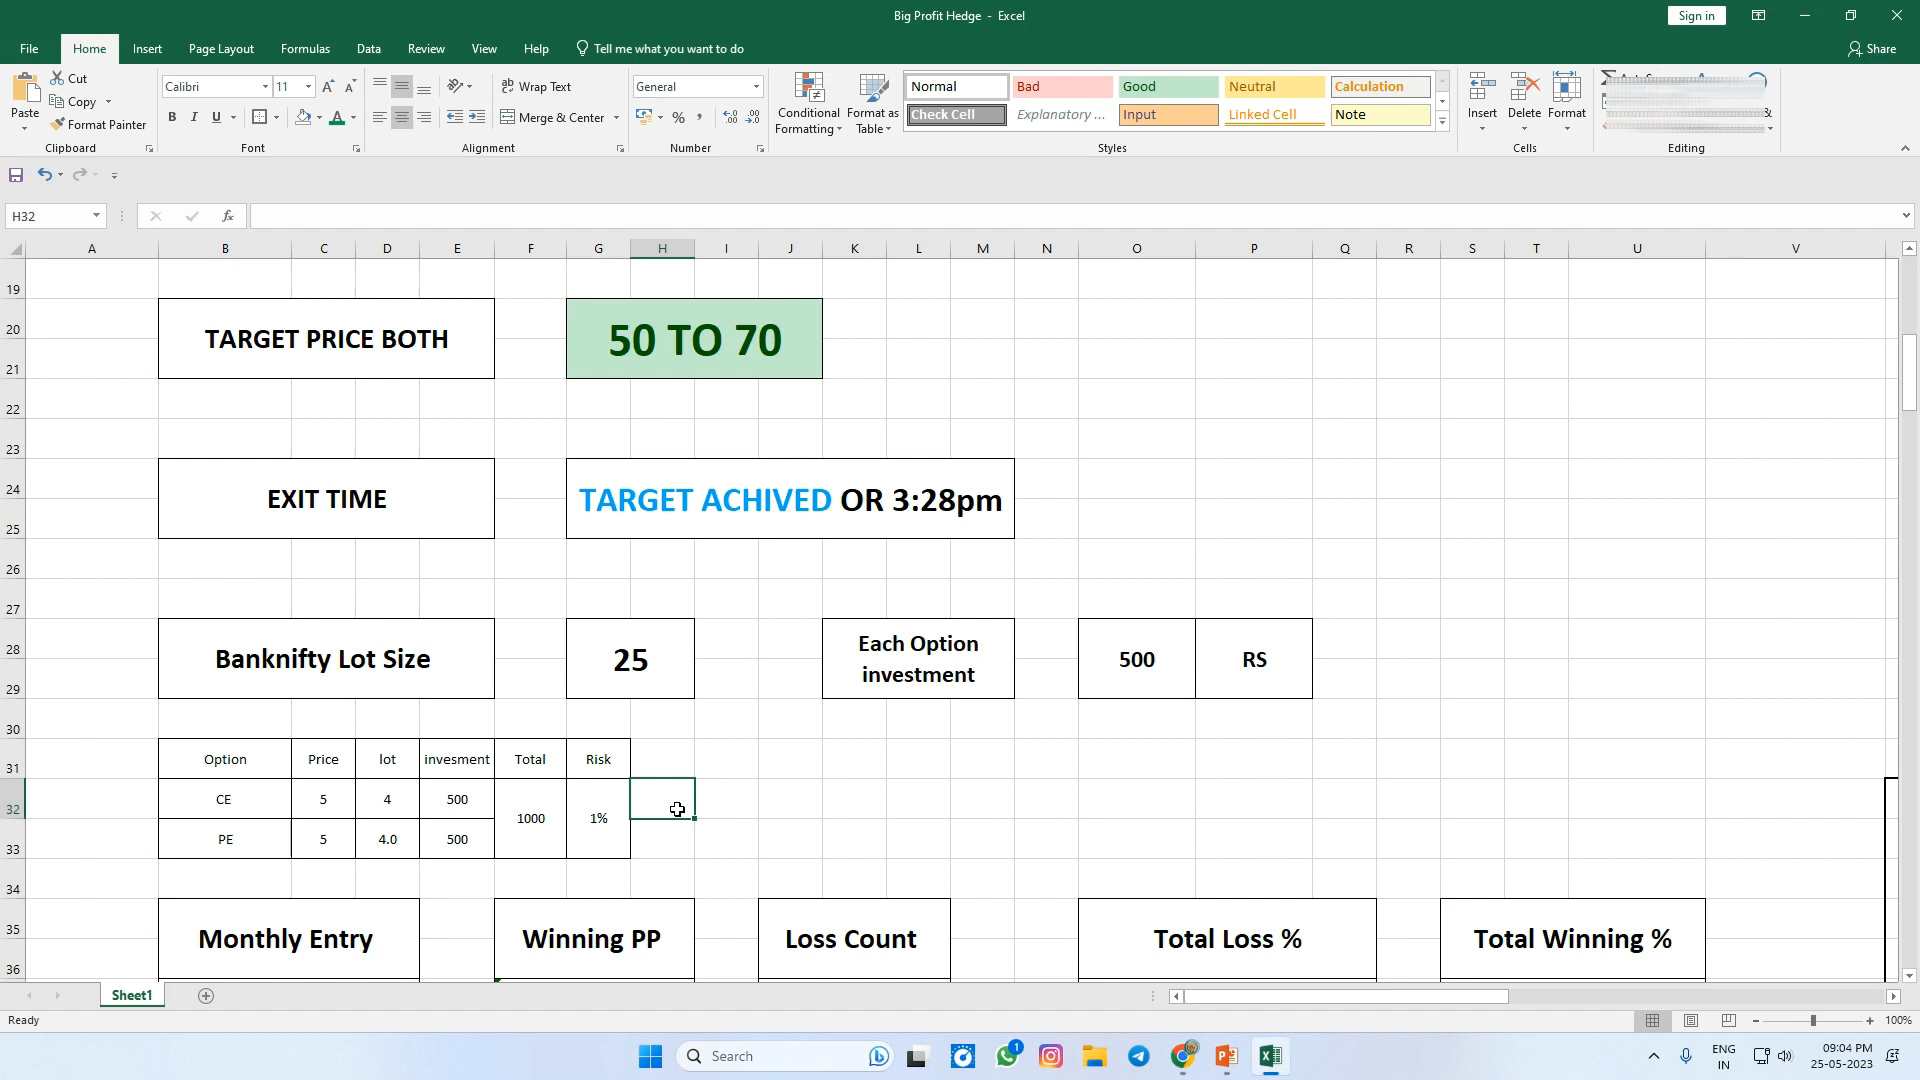 Big Profit Hedge - Excel
Sign in
File Home Insert Page Layout Formulas Data Review View Help Tell me what you want to do Share
Paste
Cut
Copy
Format Painter
Clipboard
Calibri 11
B I U
Font
Wrap Text
Merge & Center
Alignment
General
%
Number
Conditional Formatting
Format as Table
Normal Bad Good Neutral Calculation
Check Cell Explanatory ... Input Linked Cell Note
Styles
Insert Delete Format
Cells
Editing
H32
fx
A B C D E F G H I J K L M N O P Q R S T U V
19
20
21
22
23
24
25
26
27
28
29
30
31
32
33
34
35
36
TARGET PRICE BOTH
50 TO 70
EXIT TIME
TARGET ACHIVED OR 3:28pm
Banknifty Lot Size
25
Each Option
investment
500 RS
Option Price lot invesment Total Risk
CE 5 4 500
1000 1%
PE 5 4.0 500
Monthly Entry Winning PP Loss Count Total Loss % Total Winning %
Sheet1
Ready
100%
Search
1
ENG
IN
09:04 PM
25-05-2023